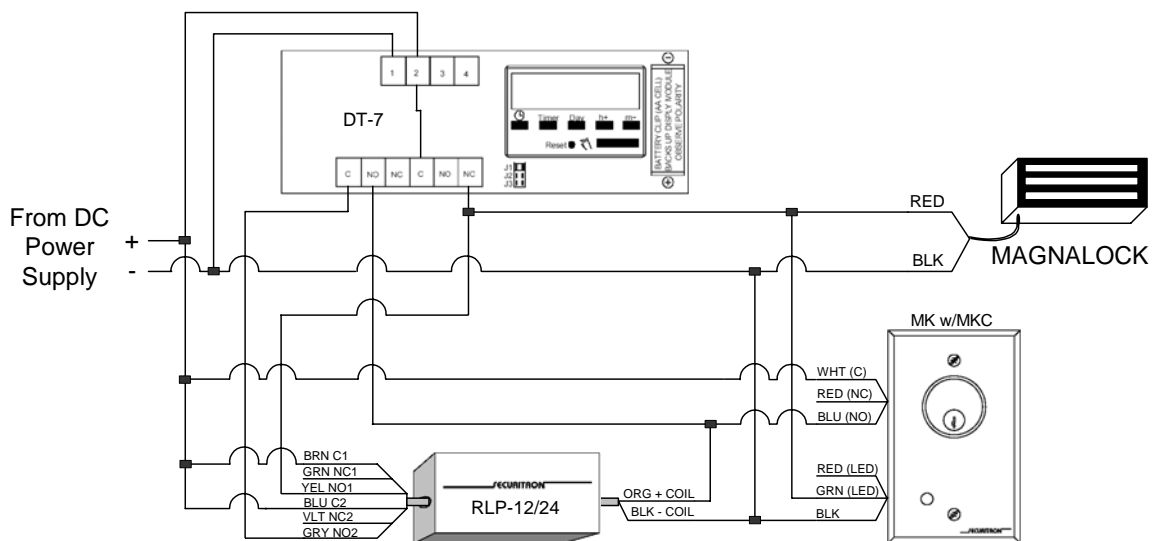 1 2 3 4
DT-7
Timer Day h+ m-
Reset
BATTERY CLIP (AA CELL)
BACKS UP DISPLY MODULE
OBSERVE POLARITY
C NO NC C NO NC
J1
J2
J3
From DC
Power
Supply
+
-
RED
BLK
MAGNALOCK
MK w/MKC
WHT (C)
RED (NC)
BLU (NO)
RED (LED)
GRN (LED)
BLK
SECURITRON
BRN C1
GRN NC1
YEL NO1
BLU C2
VLT NC2
GRY NO2
SECURITRON
RLP-12/24
ORG + COIL
BLK - COIL